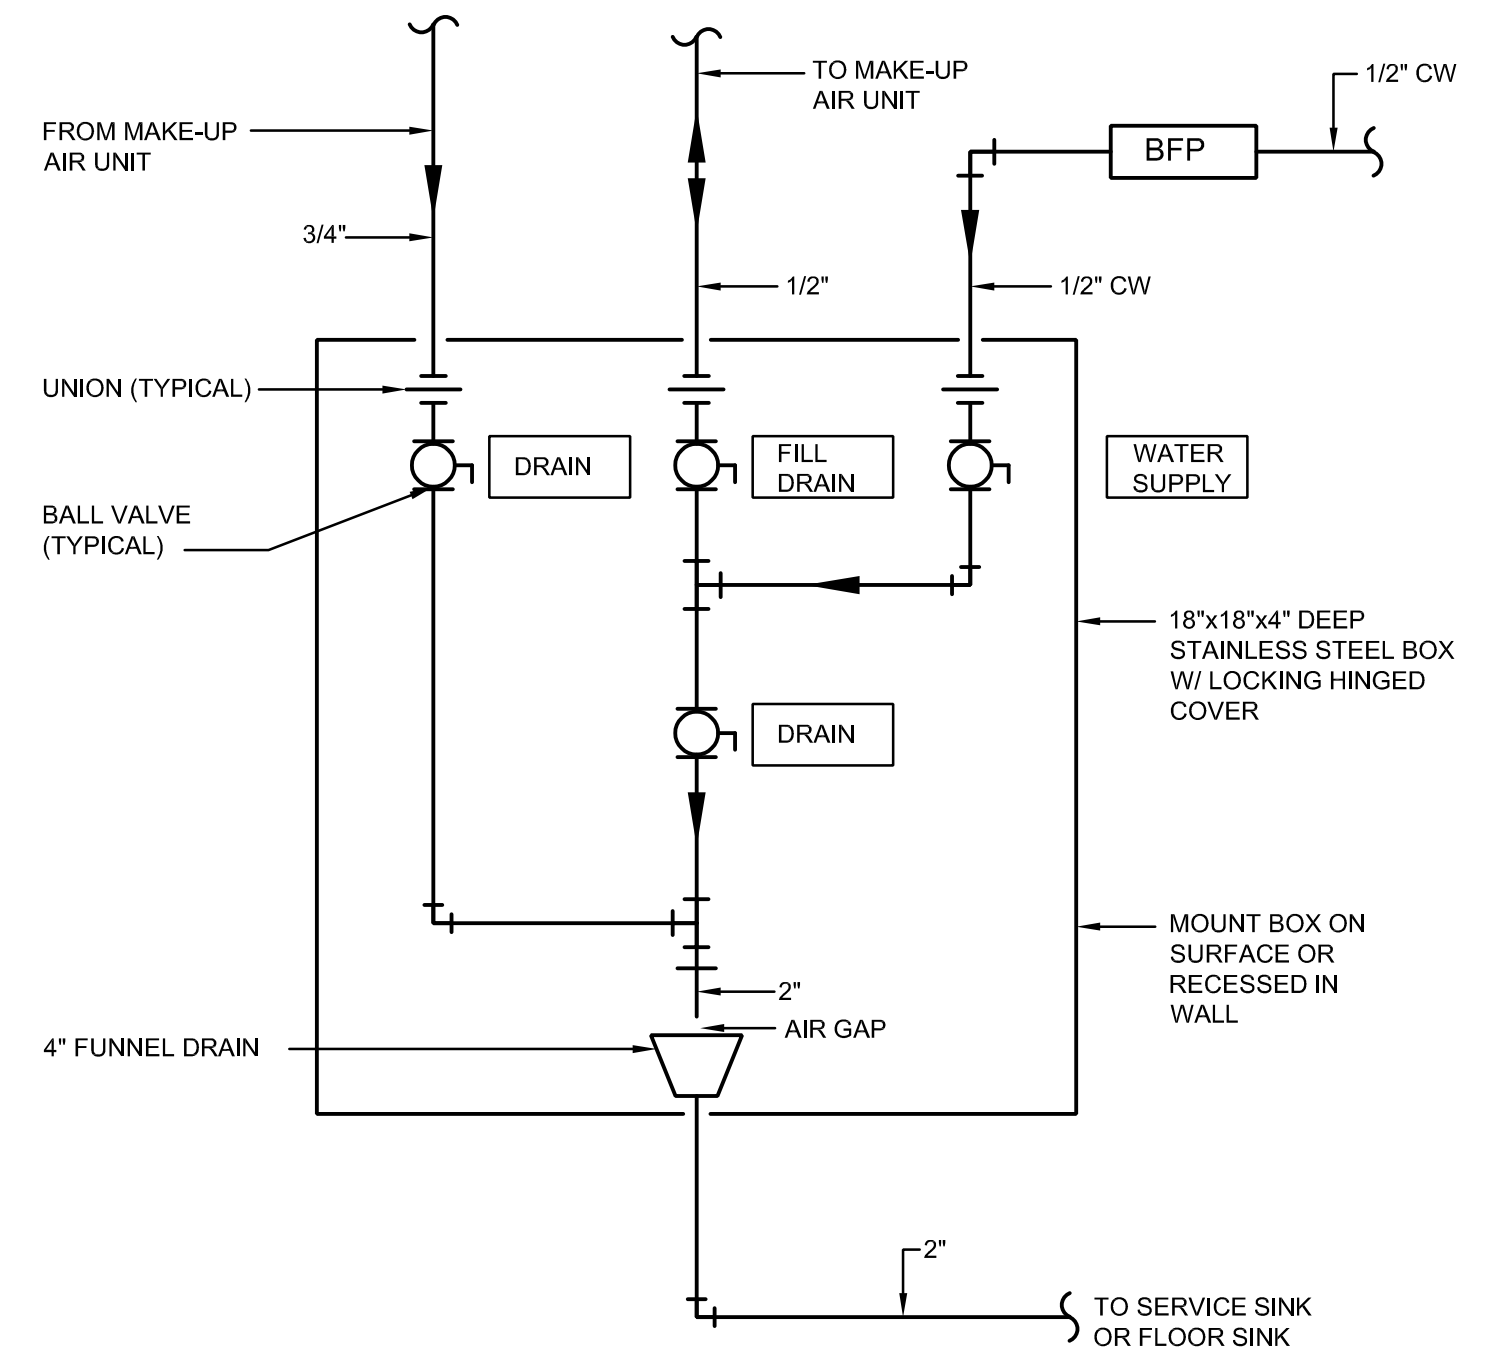 TO MAKE-UP
AIR UNIT
1/2" CW
FROM MAKE-UP
AIR UNIT
BFP
3/4"
1/2"
1/2" CW
UNION (TYPICAL)
DRAIN
FILL
DRAIN
WATER
SUPPLY
BALL VALVE
(TYPICAL)
18"x18"x4" DEEP
STAINLESS STEEL BOX
W/ LOCKING HINGED
COVER
DRAIN
MOUNT BOX ON
SURFACE OR
RECESSED IN
WALL
2"
AIR GAP
4" FUNNEL DRAIN
2"
TO SERVICE SINK
OR FLOOR SINK